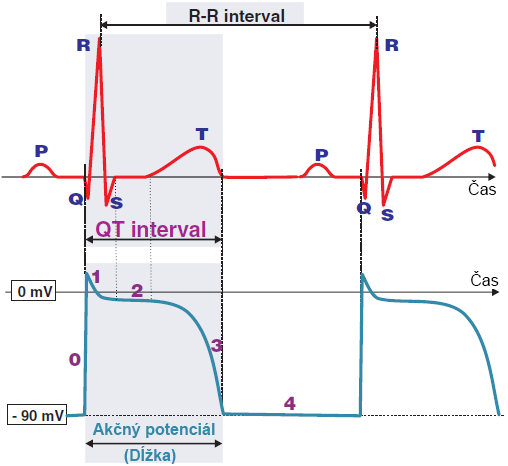 R-R interval
R
R
P
T
P
T
Čas
Q
S
Q
S
QT interval
1
Čas
0 mV
2
0
3
4
- 90 mV
Akčný potenciál
(Dĺžka)